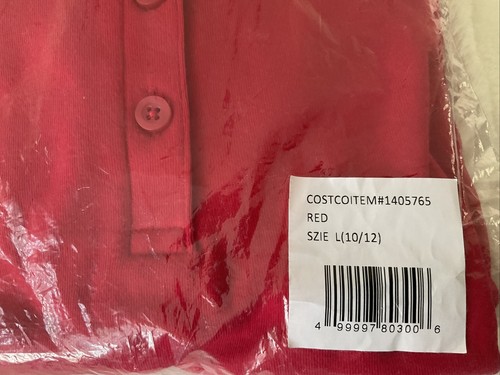 COSTCOITEM#1405765
RED
SZIE L(10/12)
4 99997 80300 6